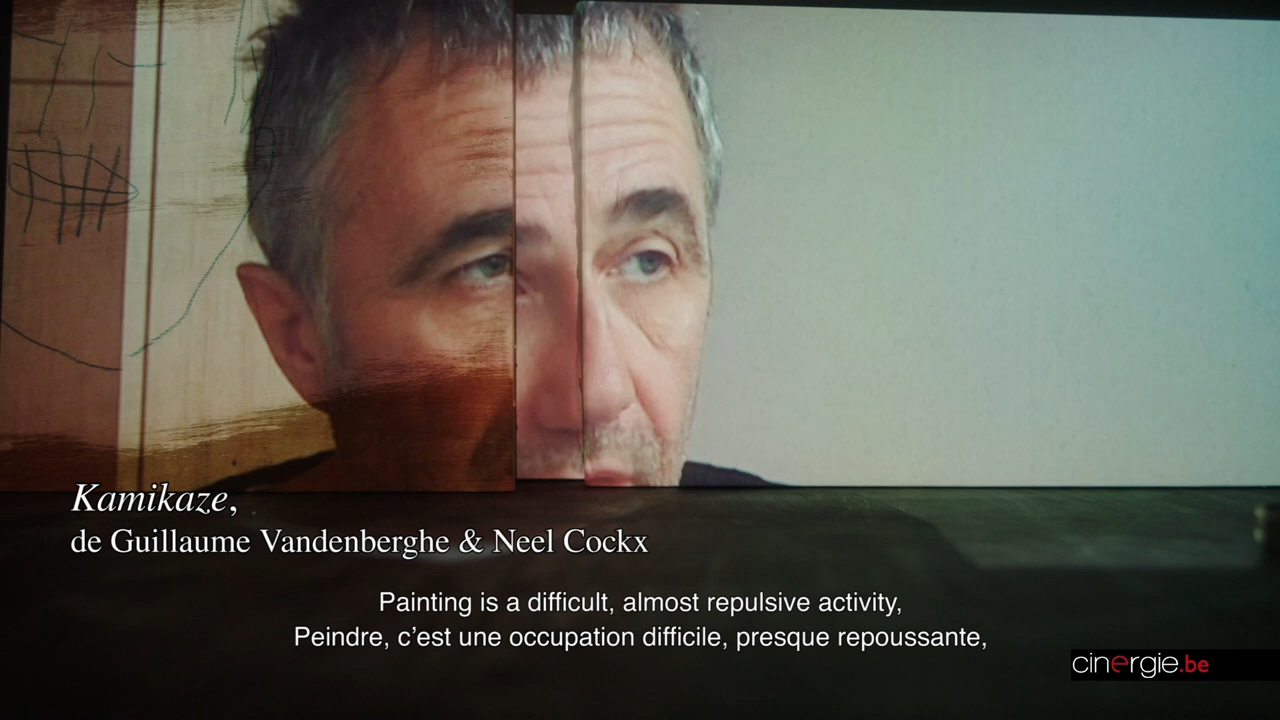 Kamikaze,
de Guillaume Vandenberghe & Neel Cockx
Painting is a difficult, almost repulsive activity,
Peindre, c’est une occupation difficile, presque repoussante,
cinergie.be